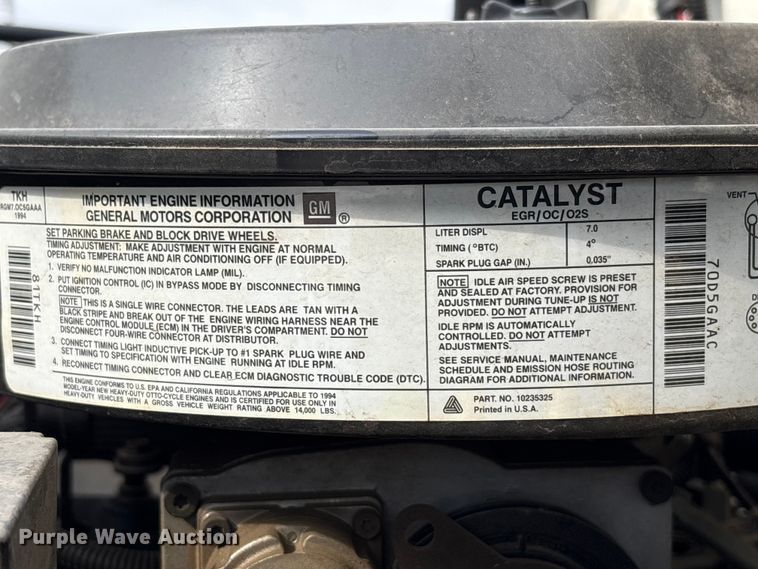 TKH
RGM7.0C5GAAA
1994
81TKH
IMPORTANT ENGINE INFORMATION
GENERAL MOTORS CORPORATION
GM ®
SET PARKING BRAKE AND BLOCK DRIVE WHEELS.
TIMING ADJUSTMENT: MAKE ADJUSTMENT WITH ENGINE AT NORMAL
OPERATING TEMPERATURE AND AIR CONDITIONING OFF (IF EQUIPPED).
1. VERIFY NO MALFUNCTION INDICATOR LAMP (MIL).
2. PUT IGNITION CONTROL (IC) IN BYPASS MODE BY DISCONNECTING TIMING
CONNECTOR.
NOTE THIS IS A SINGLE WIRE CONNECTOR. THE LEADS ARE TAN WITH A
BLACK STRIPE AND BREAK OUT OF THE ENGINE WIRING HARNESS NEAR THE
ENGINE CONTROL MODULE (ECM) IN THE DRIVER'S COMPARTMENT. DO NOT
DISCONNECT FOUR-WIRE CONNECTOR AT DISTRIBUTOR.
3. CONNECT TIMING LIGHT INDUCTIVE PICK-UP TO #1 SPARK PLUG WIRE AND
SET TIMING TO SPECIFICATION WITH ENGINE RUNNING AT IDLE RPM.
4. RECONNECT TIMING CONNECTOR AND CLEAR ECM DIAGNOSTIC TROUBLE CODE (DTC).
THIS ENGINE CONFORMS TO U.S. EPA AND CALIFORNIA REGULATIONS APPLICABLE TO 1994
MODEL-YEAR NEW HEAVY-DUTY OTTO-CYCLE ENGINES AND IS CERTIFIED FOR USE ONLY IN
HEAVY-DUTY VEHICLES WITH A GROSS VEHICLE WEIGHT RATING ABOVE 14,000 LBS.
CATALYST
EGR/OC/O2S
LITER DISPL 7.0
TIMING (°BTC) 4°
SPARK PLUG GAP (IN.) 0.035"
NOTE IDLE AIR SPEED SCREW IS PRESET
AND SEALED AT FACTORY. PROVISION FOR
ADJUSTMENT DURING TUNE-UP IS NOT
PROVIDED. DO NOT ATTEMPT ADJUSTMENT.
IDLE RPM IS AUTOMATICALLY
CONTROLLED. DO NOT ATTEMPT
ADJUSTMENTS.
SEE SERVICE MANUAL, MAINTENANCE
SCHEDULE AND EMISSION HOSE ROUTING
DIAGRAM FOR ADDITIONAL INFORMATION.
PART. NO. 10235325
Printed in U.S.A.
70D5GAAC
VENT
Purple Wave Auction